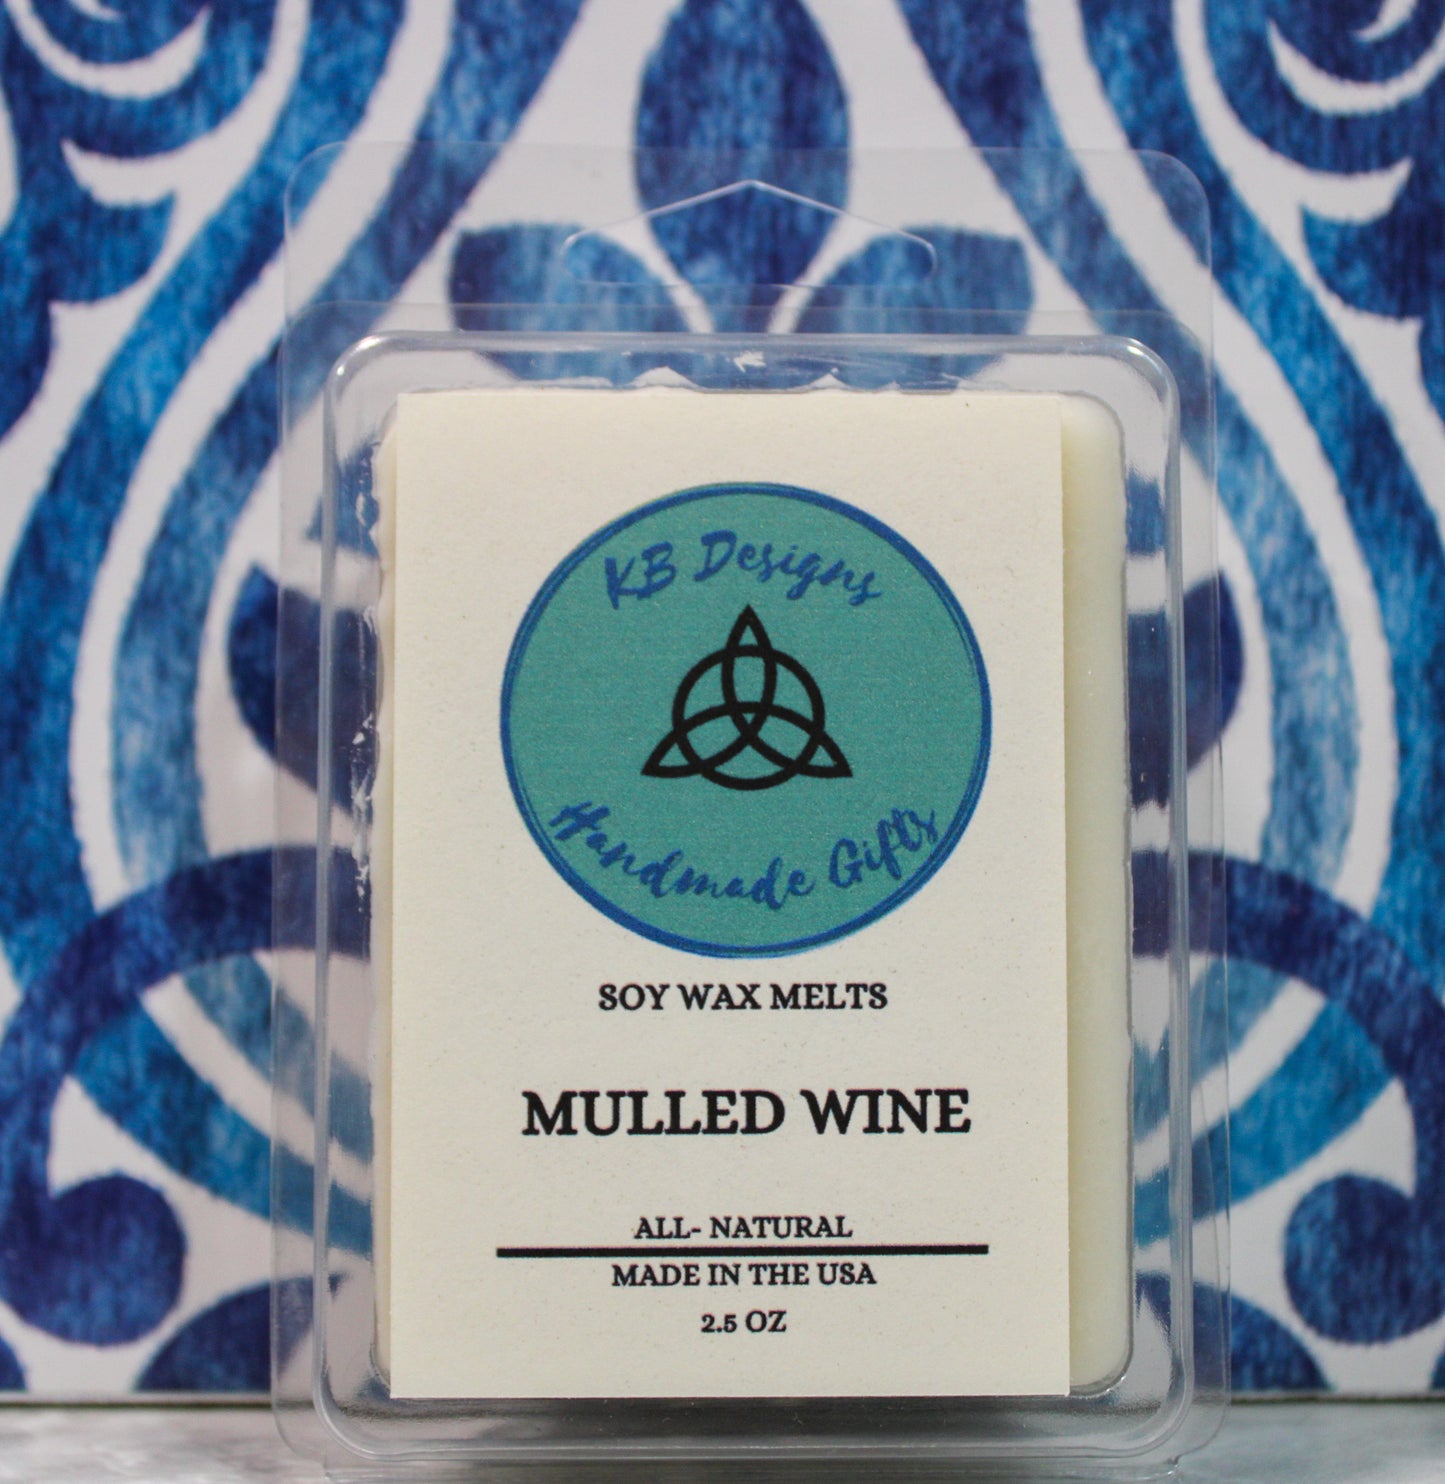 KB Designs
Handmade Gifts
SOY WAX MELTS
MULLED WINE
ALL- NATURAL
MADE IN THE USA
2.5 OZ